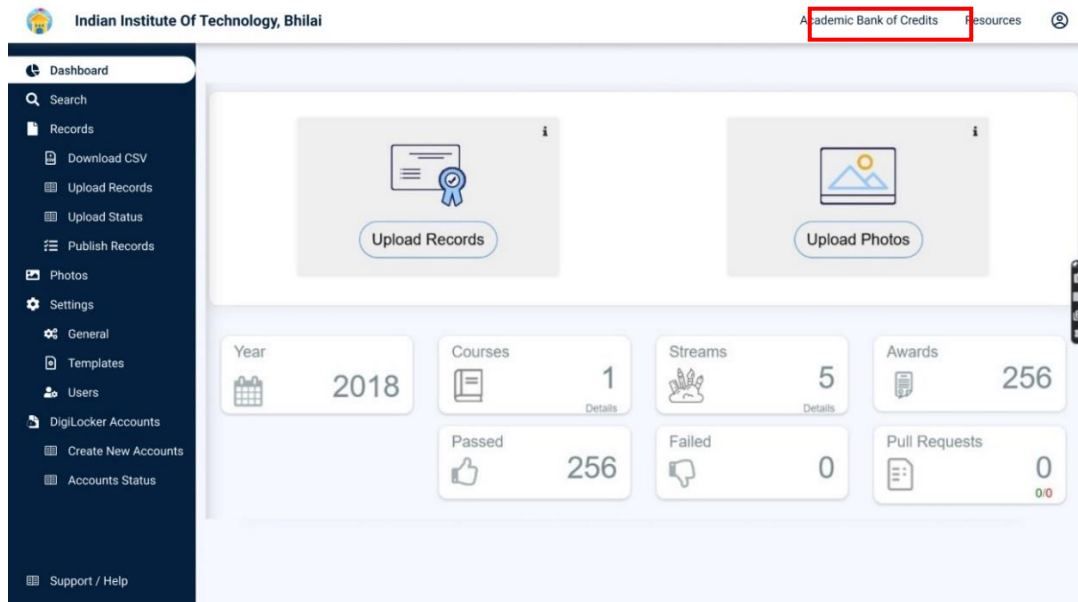 Indian Institute Of Technology, Bhilai
Academic Bank of Credits
Resources
Dashboard
Search
Records
Download CSV
Upload Records
Upload Status
Publish Records
Photos
Settings
General
Templates
Users
DigiLocker Accounts
Create New Accounts
Accounts Status
Support / Help
i
Upload Records
i
Upload Photos
Year
2018
Courses
1
Details
Streams
5
Details
Awards
256
Passed
256
Failed
0
Pull Requests
0
0/0